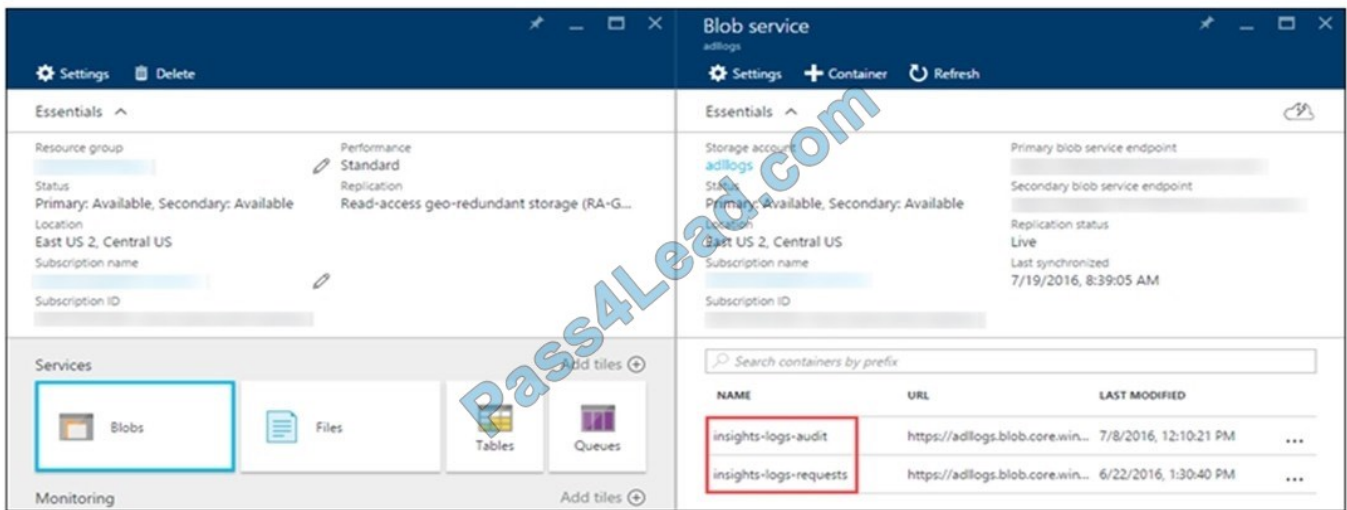 Settings Delete
Essentials
Resource group
Performance
Standard
Status
Primary: Available, Secondary: Available
Replication
Read-access geo-redundant storage (RA-G...
Location
East US 2, Central US
Subscription name
Subscription ID
Services
Add tiles
Blobs
Files
Tables
Queues
Monitoring
Add tiles
Blob service
adllogs
Settings Container Refresh
Essentials
Storage account
adllogs
Primary blob service endpoint
Status
Primary: Available, Secondary: Available
Secondary blob service endpoint
Location
East US 2, Central US
Replication status
Live
Subscription name
Last synchronized
7/19/2016, 8:39:05 AM
Subscription ID
Search containers by prefix
NAME URL LAST MODIFIED
insights-logs-audit https://adllogs.blob.core.win... 7/8/2016, 12:10:21 PM ...
insights-logs-requests https://adllogs.blob.core.win... 6/22/2016, 1:30:40 PM ...
Pass4Lead.com